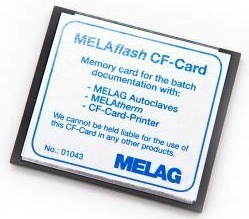 MELAflash CF-Card
Memory card for the batch
documentation with:
- MELAG Autoclaves
- MELAtherm
- CF-Card-Printer
We cannot be held liable for the use of
this CF-Card in any other products.
No.: 01043
MELAG